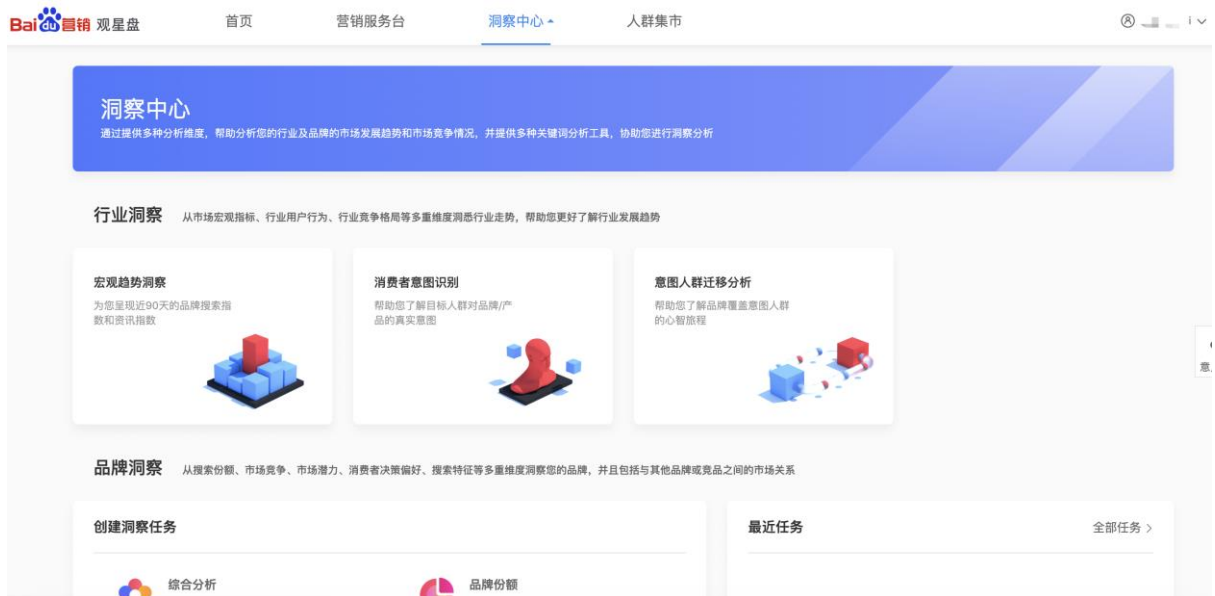 Bai du 营销 观星盘 首页 营销服务台 洞察中心 人群集市
洞察中心
通过提供多种分析维度，帮助分析您的行业及品牌的市场发展趋势和市场竞争情况，并提供多种关键词分析工具，协助您进行洞察分析
行业洞察 从市场宏观指标、行业用户行为、行业竞争格局等多重维度洞悉行业走势，帮助您更好了解行业发展趋势
宏观趋势洞察
为您呈现近90天的品牌搜索指
数和资讯指数
消费者意图识别
帮助您了解目标人群对品牌/产
品的真实意图
意图人群迁移分析
帮助您了解品牌覆盖意图人群
的心智旅程
意
品牌洞察 从搜索份额、市场竞争、市场潜力、消费者决策偏好、搜索特征等多重维度洞察您的品牌，并且包括与其他品牌或竞品之间的市场关系
创建洞察任务
最近任务 全部任务
综合分析 品牌份额